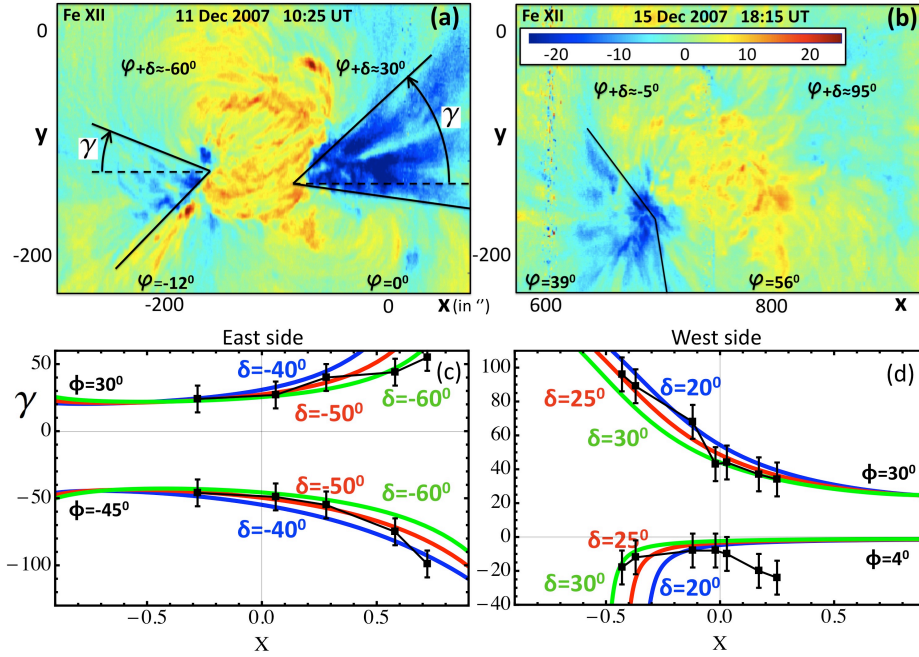 Fe XII 11 Dec 2007 10:25 UT (a)
φ+δ≈-60⁰ φ+δ≈30⁰
γ γ
φ=-12⁰ φ=0⁰
0
y
-200
-200 0 x (in ‘’)
Fe XII 15 Dec 2007 18:15 UT (b)
-20 -10 0 10 20
φ+δ≈-5⁰ φ+δ≈95⁰
φ=39⁰ φ=56⁰
0
y
-200
600 800 x
East side
50
0
-50
-100
γ
Φ=30⁰ δ=-40⁰ (c)
δ=-50⁰ δ=-60⁰
δ=-50⁰ δ=-60⁰
Φ=-45⁰ δ=-40⁰
-0.5 0.0 0.5
X
West side
100
80
60
40
20
0
-20
-40
(d)
δ=20⁰
δ=25⁰
δ=30⁰
Φ=30⁰
δ=25⁰
Φ=4⁰
δ=30⁰ δ=20⁰
-0.5 0.0 0.5
X